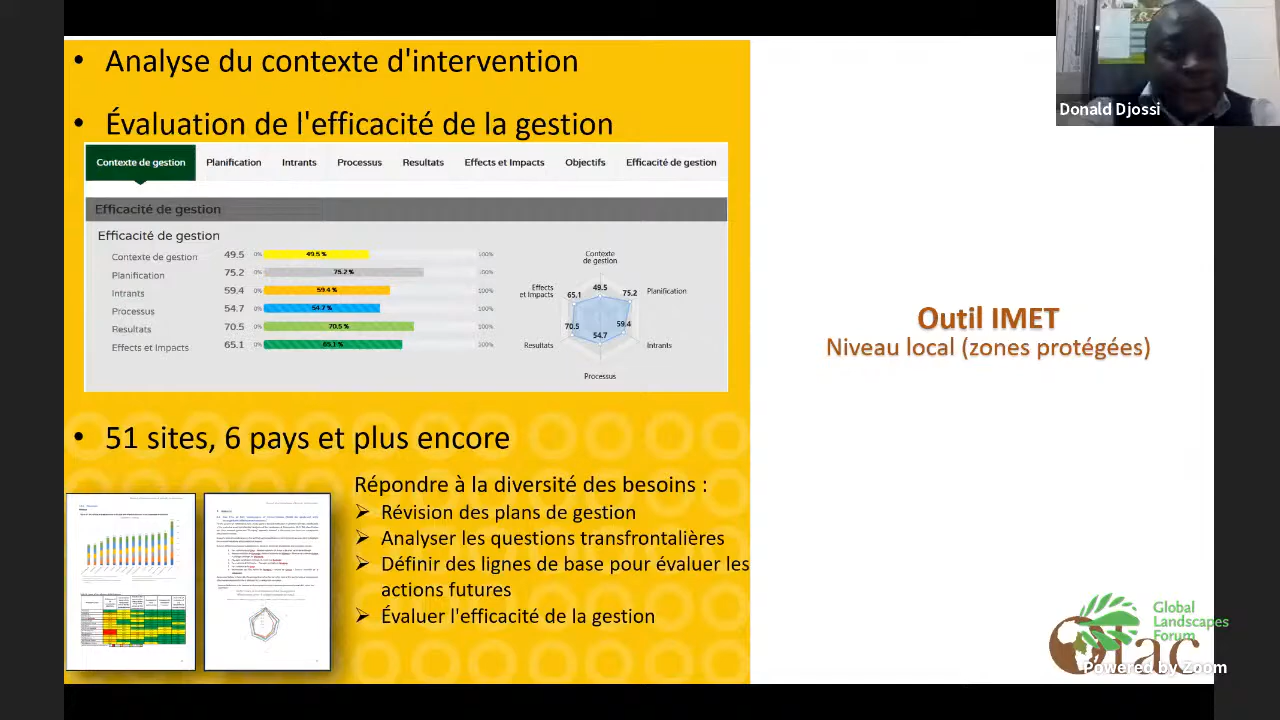 • Analyse du contexte d'intervention
• Évaluation de l'efficacité de la gestion
Contexte de gestion Planification Intrants Processus Resultats Effects et Impacts Objectifs Efficacité de gestion
Efficacité de gestion
Efficacité de gestion
Contexte de gestion 49.5 0% 49.5 % 100%
Planification 75.2 0% 75.2 % 100%
Intrants 59.4 0% 59.4 % 100%
Processus 54.7 0% 54.7 % 100%
Resultats 70.5 0% 70.5 % 100%
Effects et Impacts 65.1 0% 65.1 % 100%
Contexte
de gestion
49.5
Effects
et Impacts
65.1
75.2
Planification
70.5
59.4
54.7
Resultats
Intrants
Processus
• 51 sites, 6 pays et plus encore
Répondre à la diversité des besoins :
➢ Révision des plans de gestion
➢ Analyser les questions transfrontalières
➢ Définir des lignes de base pour évaluer les
actions futures
➢ Évaluer l'efficacité de la gestion
Donald Djossi
Outil IMET
Niveau local (zones protégées)
Global
Landscapes
Forum
Powered by Zoom